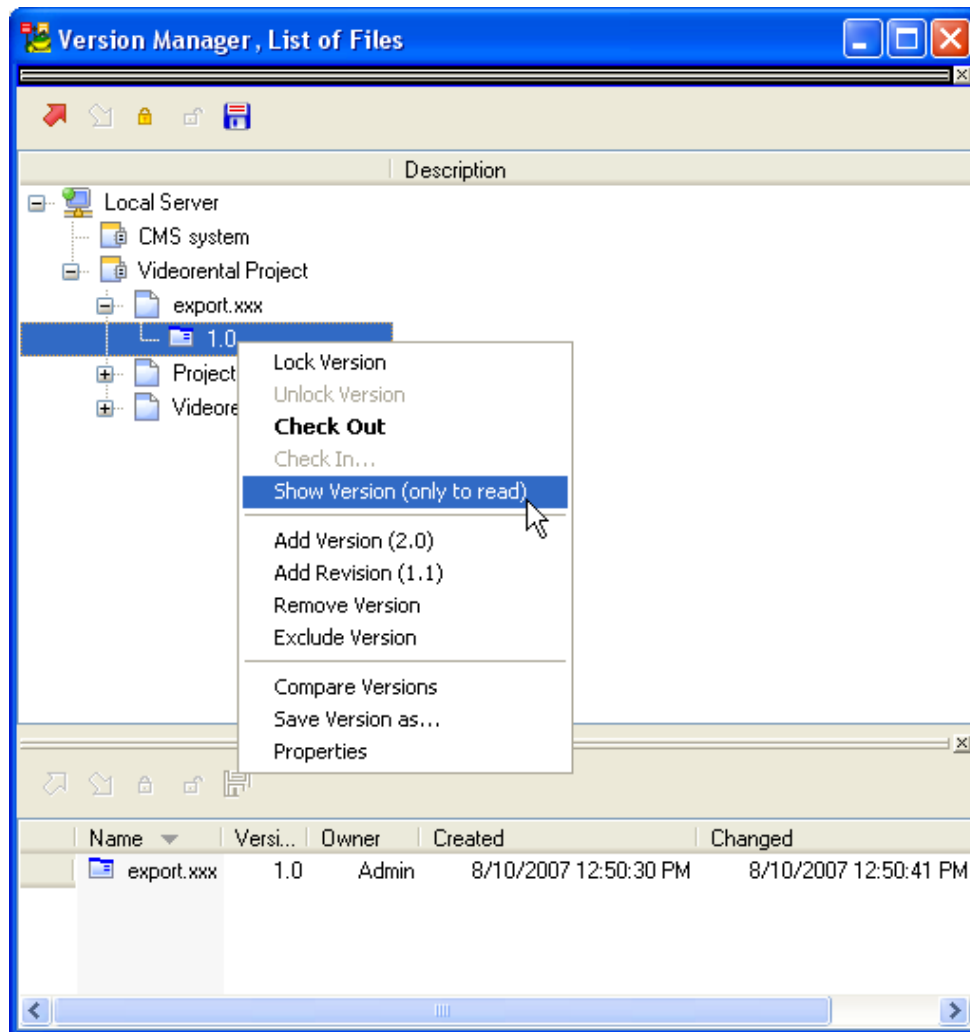 Version Manager, List of Files
Description
Local Server
CMS system
Videorental Project
export.xxx
1.0
Project
Videore
Lock Version
Unlock Version
Check Out
Check In...
Show Version (only to read)
Add Version (2.0)
Add Revision (1.1)
Remove Version
Exclude Version
Compare Versions
Save Version as...
Properties
Name Versi... Owner Created Changed
export.xxx 1.0 Admin 8/10/2007 12:50:30 PM 8/10/2007 12:50:41 PM